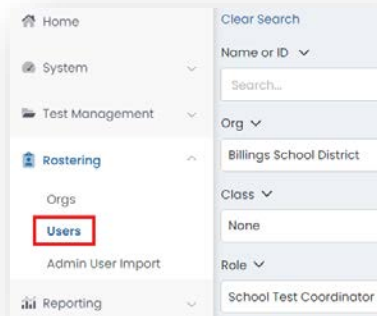 Home
System
Test Management
Rostering
Orgs
Users
Admin User Import
Reporting
Clear Search
Name or ID
Search...
Org
Billings School District
Class
None
Role
School Test Coordinator